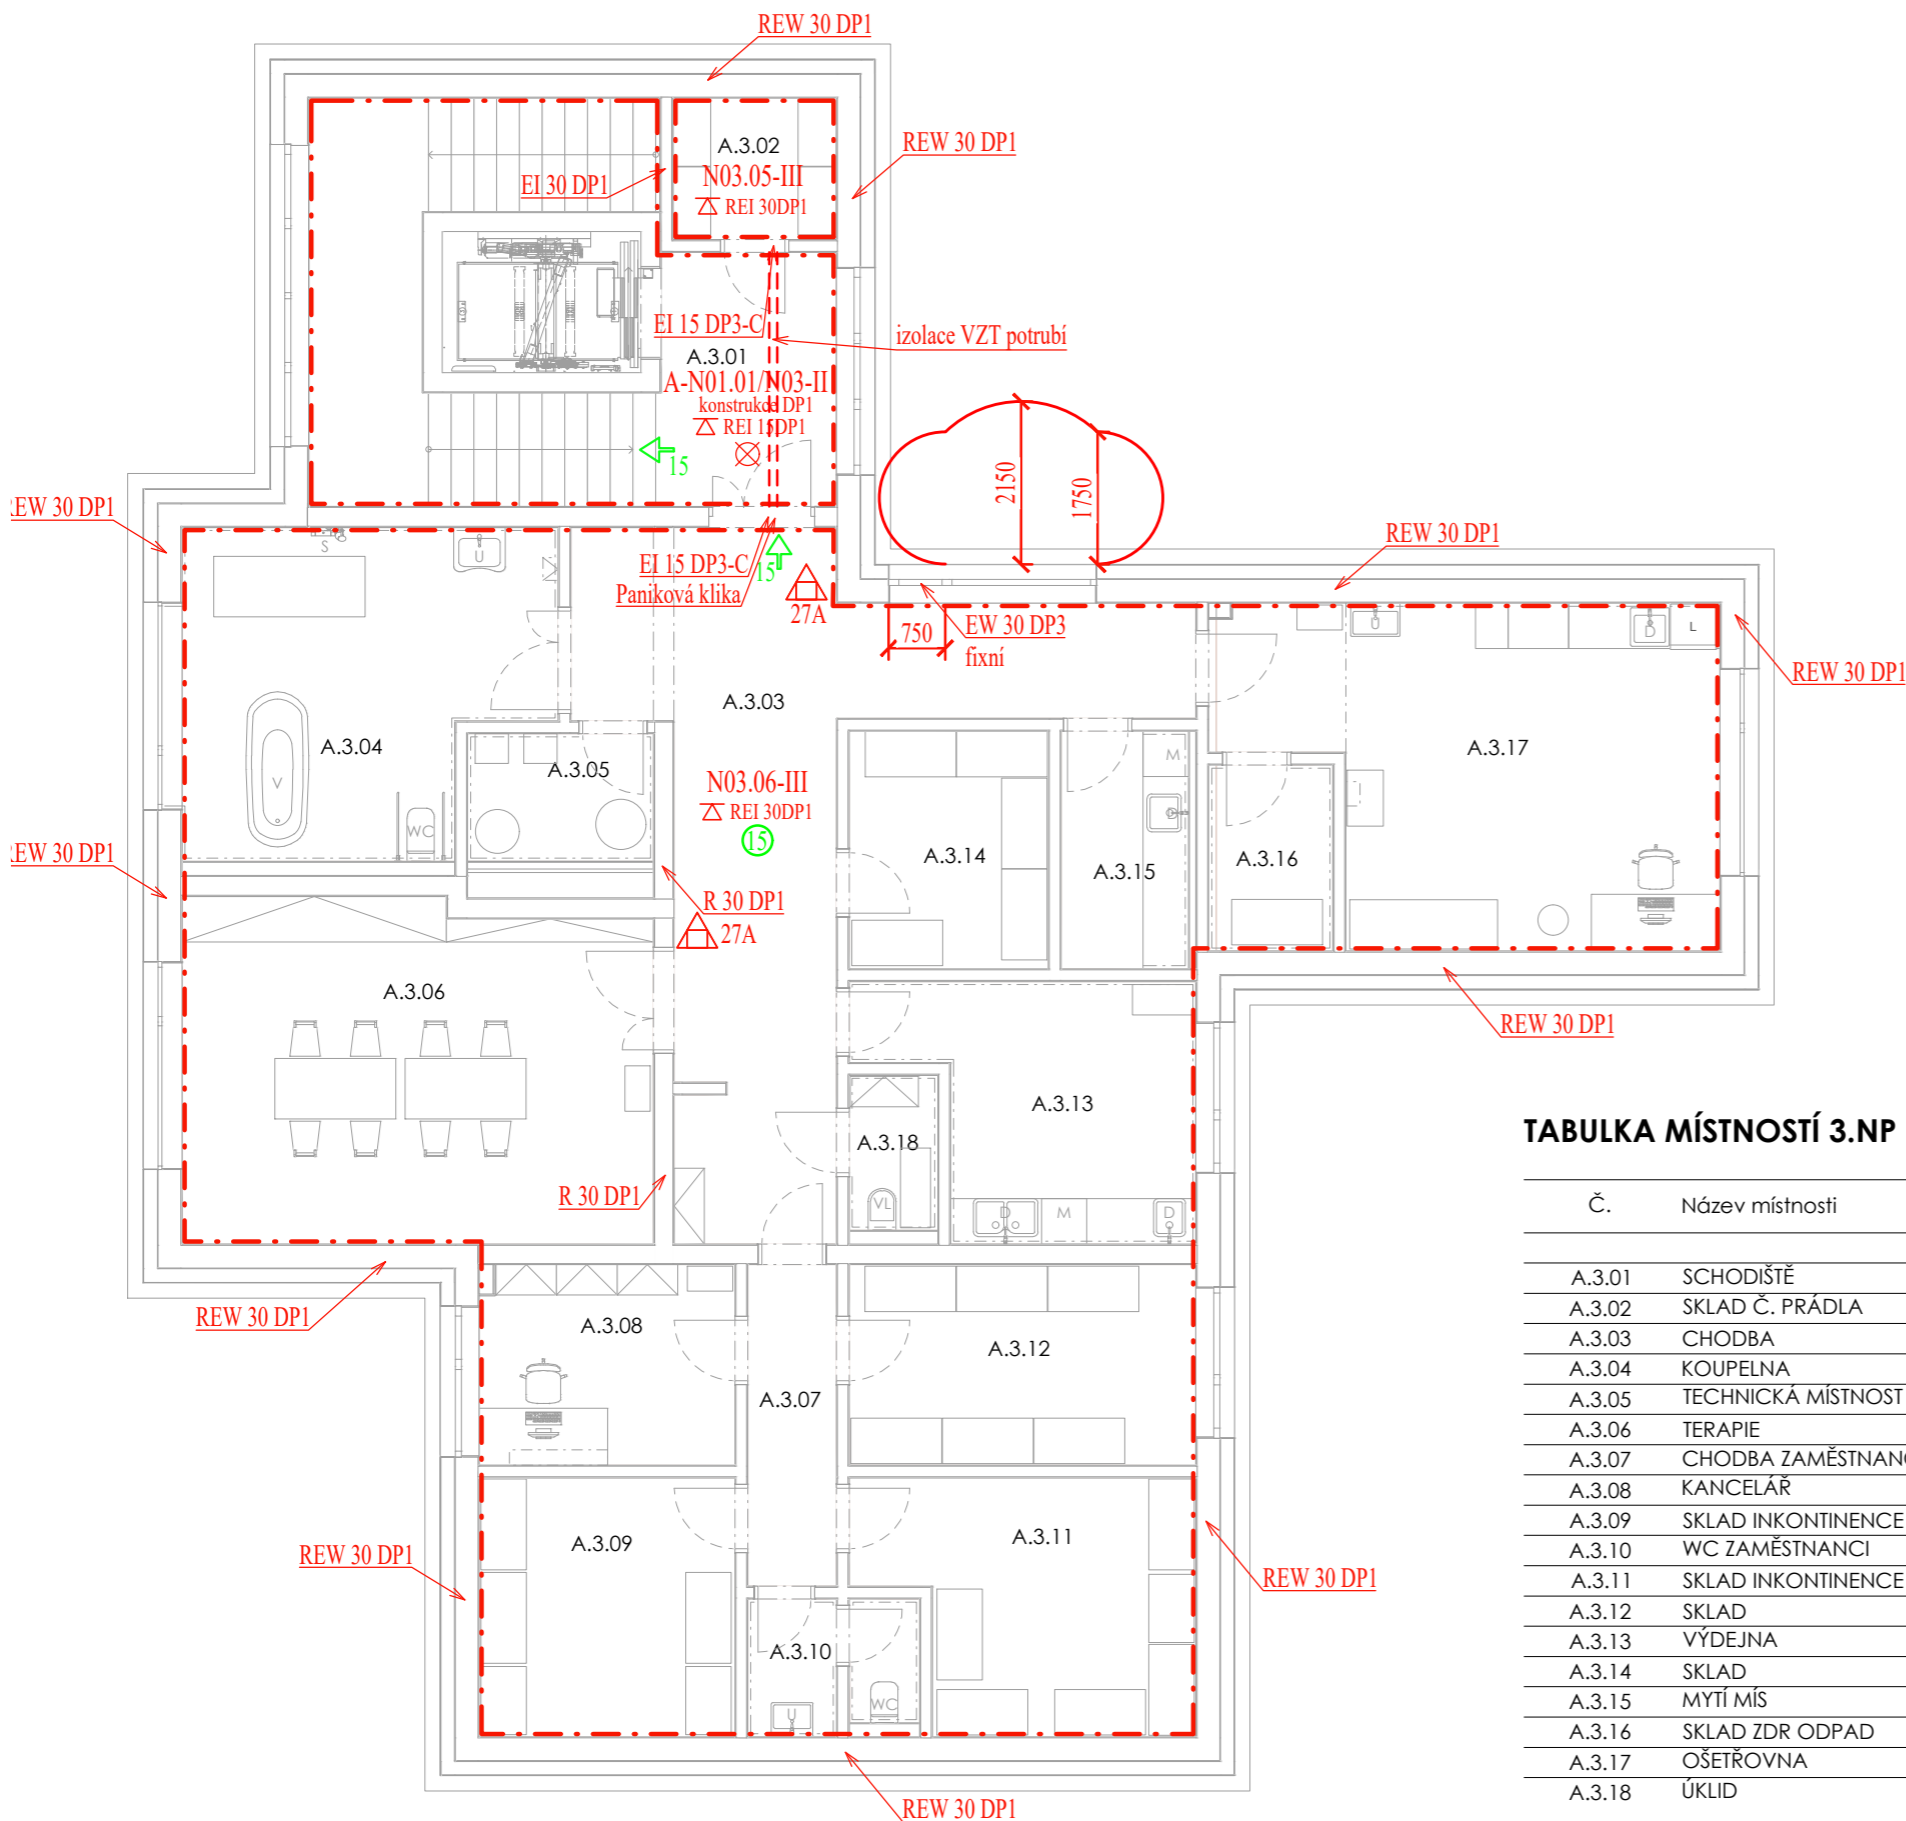 REW 30 DP1
A.3.02
N03.05-III
REI 30DP1
EI 30 DP1
REW 30 DP1
EI 15 DP3-C
izolace VZT potrubí
A.3.01
A-N01.01/N03-II
konstrukce DP1
REI 15DP1
15
2150
1750
REW 30 DP1
REW 30 DP1
S
U
EI 15 DP3-C
Paniková klika
15
27A
750
EW 30 DP3
fixní
U
D
L
REW 30 DP1
A.3.03
A.3.04
A.3.05
V
WC
N03.06-III
REI 30DP1
15
M
A.3.17
REW 30 DP1
A.3.14
A.3.15
A.3.16
R 30 DP1
27A
A.3.06
REW 30 DP1
A.3.13
A.3.18
VL
D
M
D
R 30 DP1
REW 30 DP1
A.3.08
A.3.12
A.3.07
A.3.09
A.3.11
REW 30 DP1
REW 30 DP1
A.3.10
U
WC
REW 30 DP1
TABULKA MÍSTNOSTÍ 3.NP
Č. Název místnosti
A.3.01 SCHODIŠTĚ
A.3.02 SKLAD Č. PRÁDLA
A.3.03 CHODBA
A.3.04 KOUPELNA
A.3.05 TECHNICKÁ MÍSTNOST
A.3.06 TERAPIE
A.3.07 CHODBA ZAMĚSTNANC
A.3.08 KANCELÁŘ
A.3.09 SKLAD INKONTINENCE
A.3.10 WC ZAMĚSTNANCI
A.3.11 SKLAD INKONTINENCE
A.3.12 SKLAD
A.3.13 VÝDEJNA
A.3.14 SKLAD
A.3.15 MYTÍ MÍS
A.3.16 SKLAD ZDR ODPAD
A.3.17 OŠETŘOVNA
A.3.18 ÚKLID